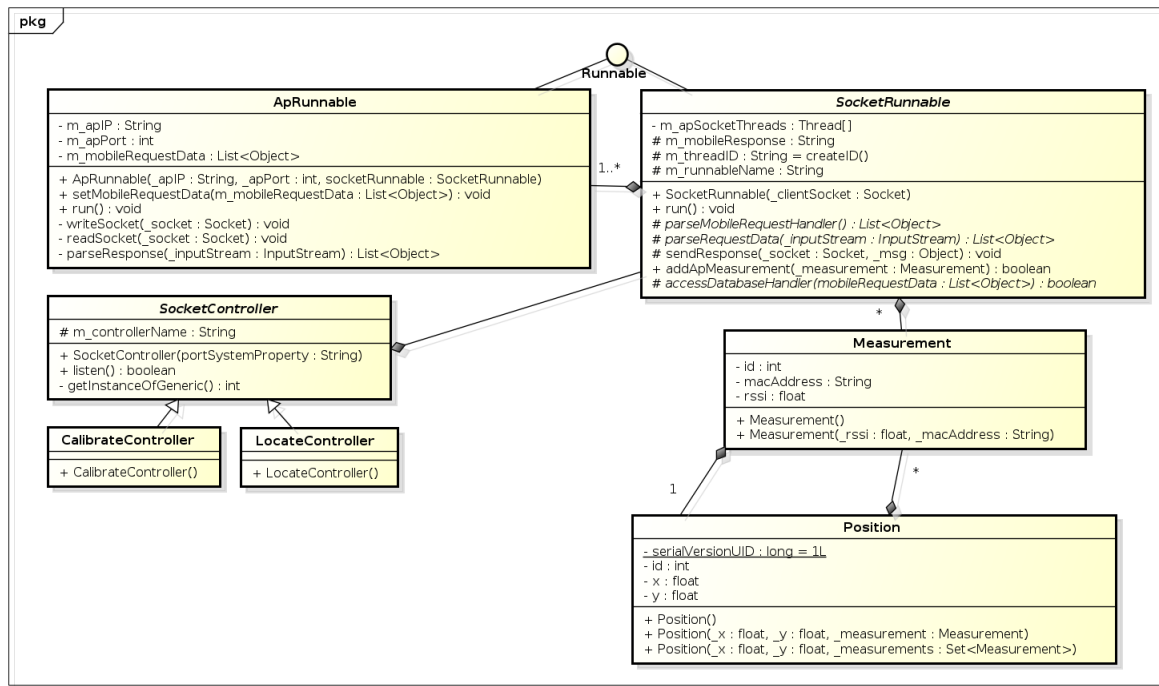 pkg
Runnable
ApRunnable
- m_apIP : String
- m_apPort : int
- m_mobileRequestData : List<Object>
+ ApRunnable(_apIP : String, _apPort : int, socketRunnable : SocketRunnable)
+ setMobileRequestData(m_mobileRequestData : List<Object>) : void
+ run() : void
- writeSocket(_socket : Socket) : void
- readSocket(_socket : Socket) : void
- parseResponse(_inputStream : InputStream) : List<Object>
1..*
SocketRunnable
- m_apSocketThreads : Thread[]
# m_mobileResponse : String
# m_threadID : String = createID()
# m_runnableName : String
+ SocketRunnable(_clientSocket : Socket)
+ run() : void
# parseMobileRequestHandler() : List<Object>
# parseRequestData(_inputStream : InputStream) : List<Object>
# sendResponse(_socket : Socket, _msg : Object) : void
+ addApMeasurement(_measurement : Measurement) : boolean
# accessDatabaseHandler(mobileRequestData : List<Object>) : boolean
SocketController
# m_controllerName : String
+ SocketController(portSystemProperty : String)
+ listen() : boolean
- getInstanceOfGeneric() : int
CalibrateController
+ CalibrateController()
LocateController
+ LocateController()
*
Measurement
- id : int
- macAddress : String
- rssi : float
+ Measurement()
+ Measurement(_rssi : float, _macAddress : String)
1
*
Position
- serialVersionUID : long = 1L
- id : int
- x : float
- y : float
+ Position()
+ Position(_x : float, _y : float, _measurement : Measurement)
+ Position(_x : float, _y : float, _measurements : Set<Measurement>)